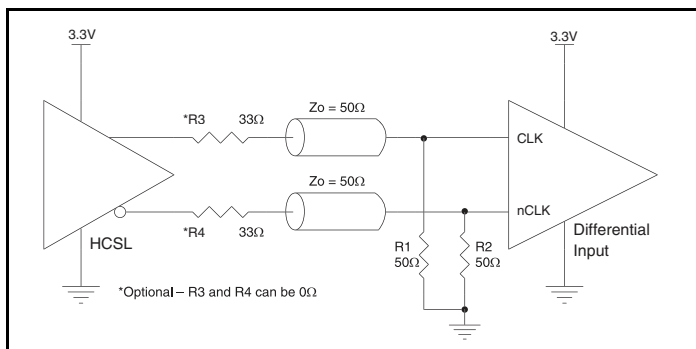 3.3V
3.3V
*R3 33Ω
Zo = 50Ω
CLK
Zo = 50Ω
nCLK
HCSL
*R4 33Ω
R1
50Ω
R2
50Ω
Differential
Input
*Optional – R3 and R4 can be 0Ω